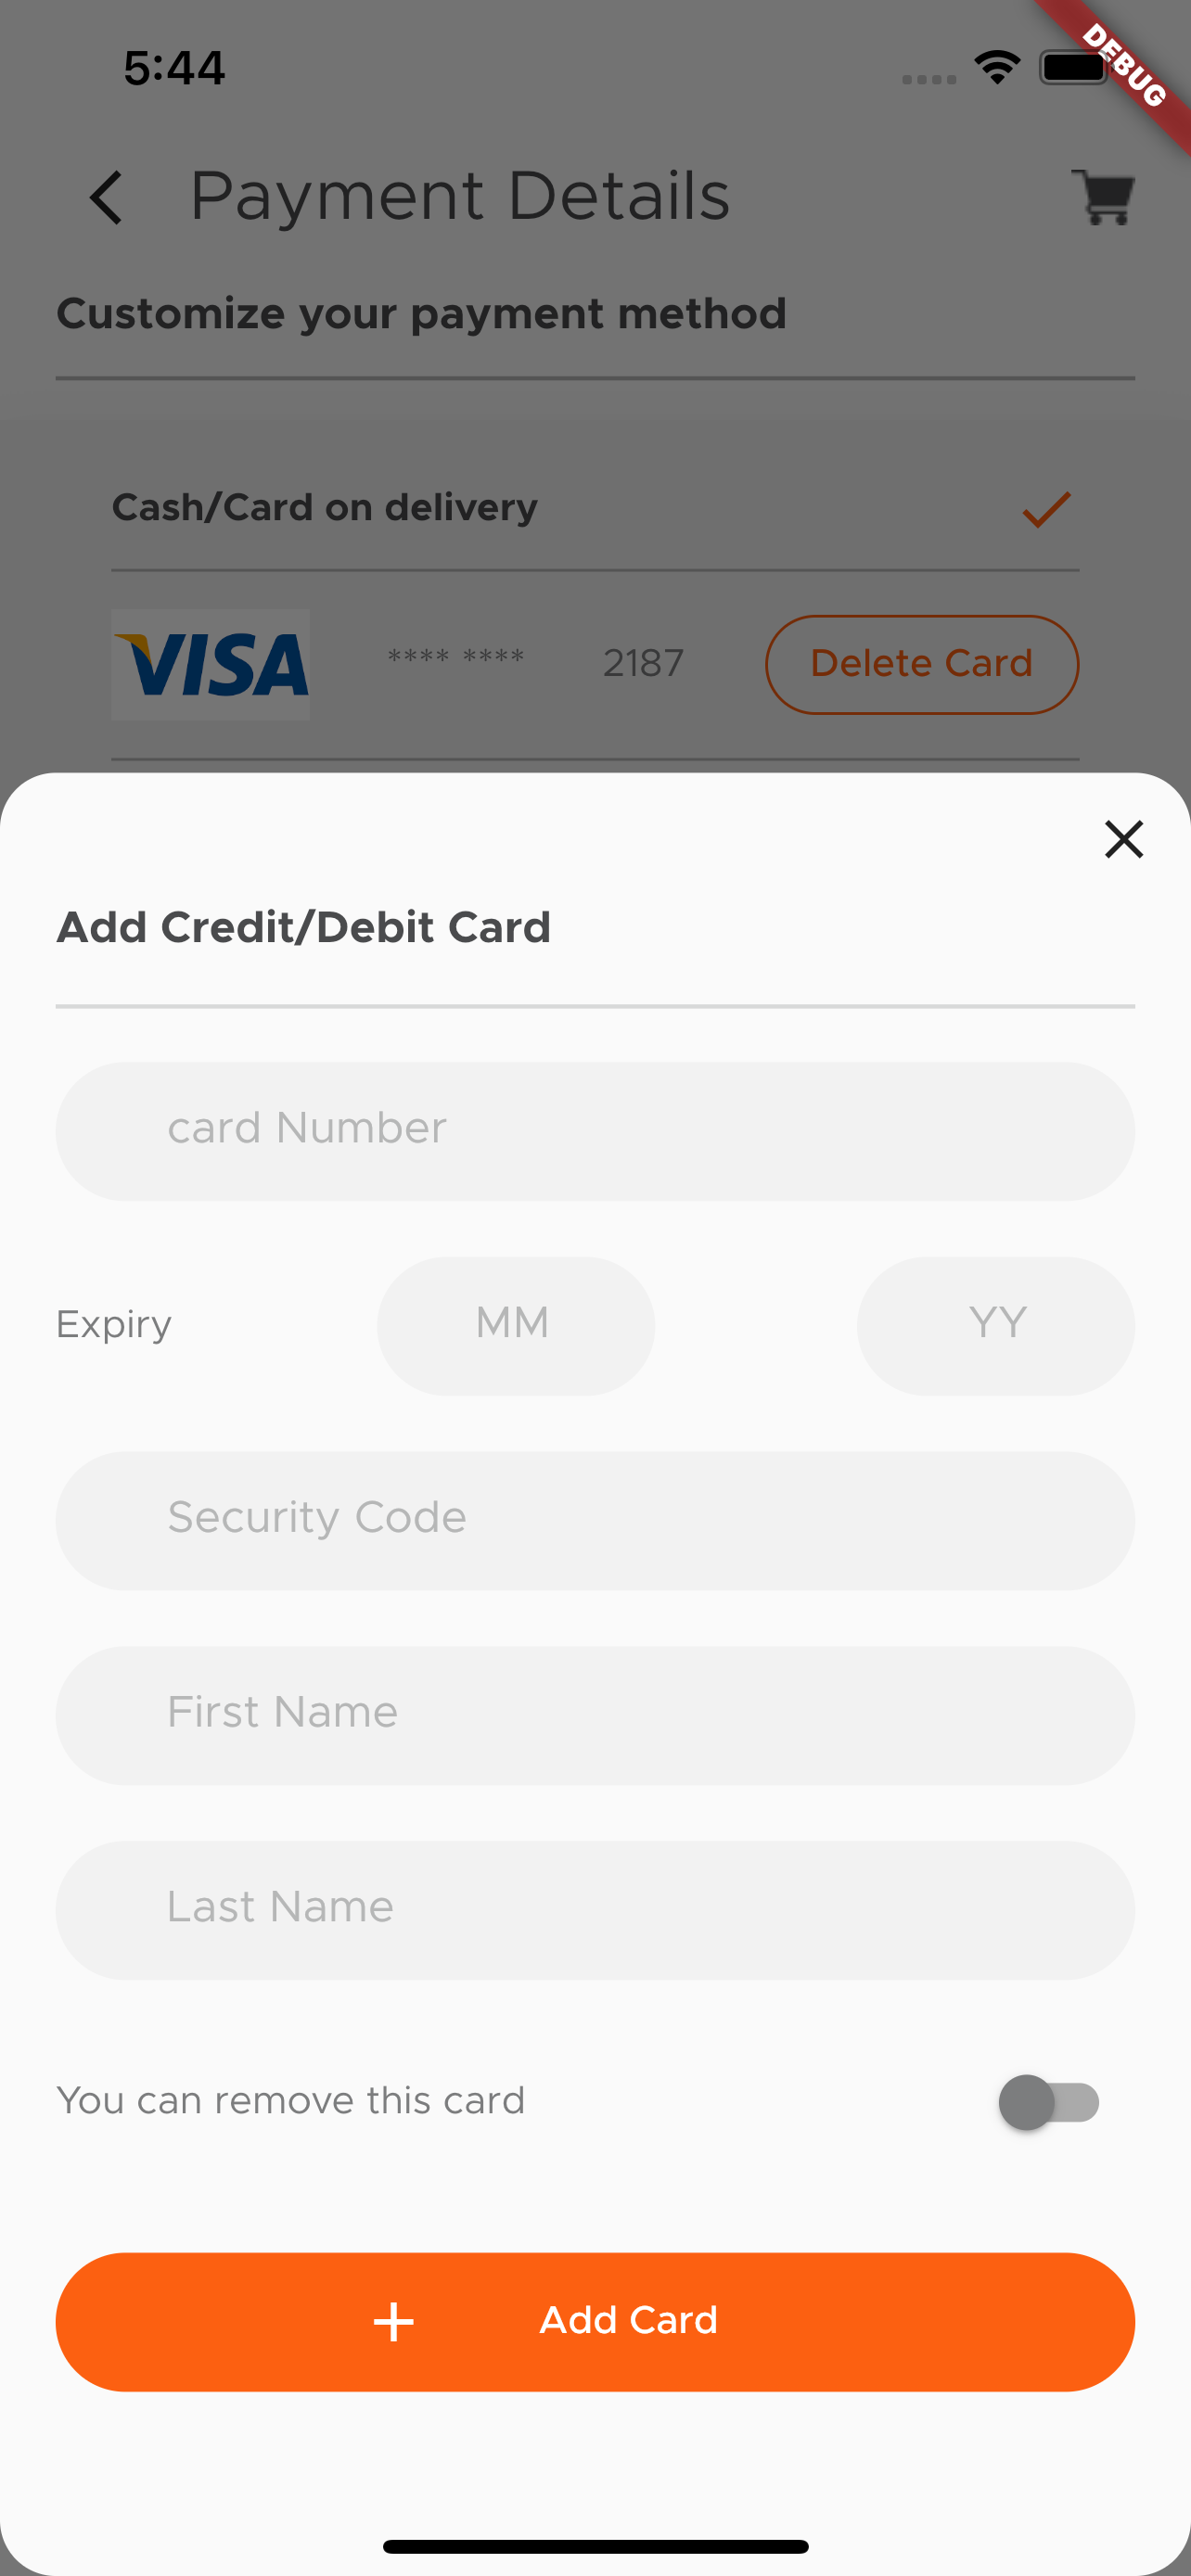 5:44
DEBUG
Payment Details
Customize your payment method
Cash/Card on delivery
VISA **** **** 2187 Delete Card
Add Credit/Debit Card
card Number
Expiry MM YY
Security Code
First Name
Last Name
You can remove this card
+ Add Card